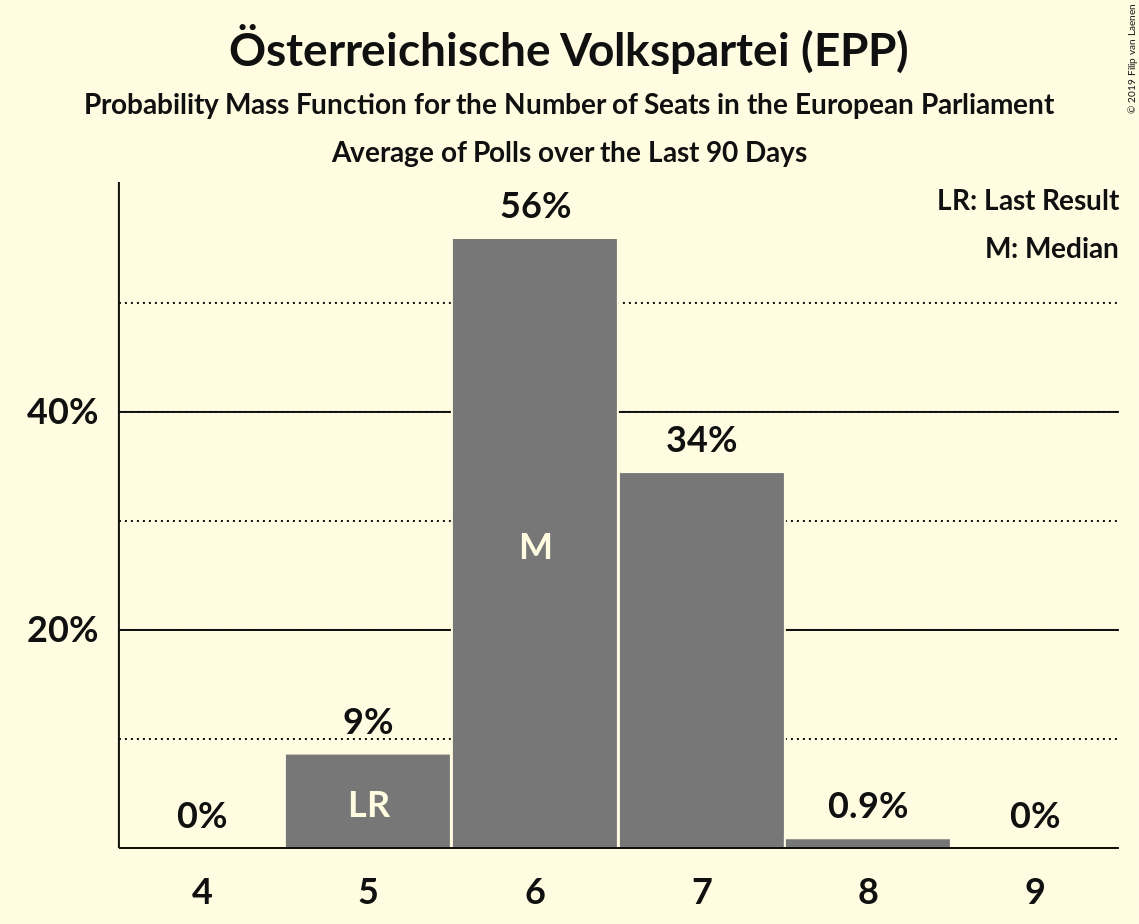 Österreichische Volkspartei (EPP)
Probability Mass Function for the Number of Seats in the European Parliament
Average of Polls over the Last 90 Days
© 2019 Filip van Laenen
LR: Last Result
M: Median
56%
40%
34%
M
20%
9%
LR
0%
0.9%
0%
4 5 6 7 8 9